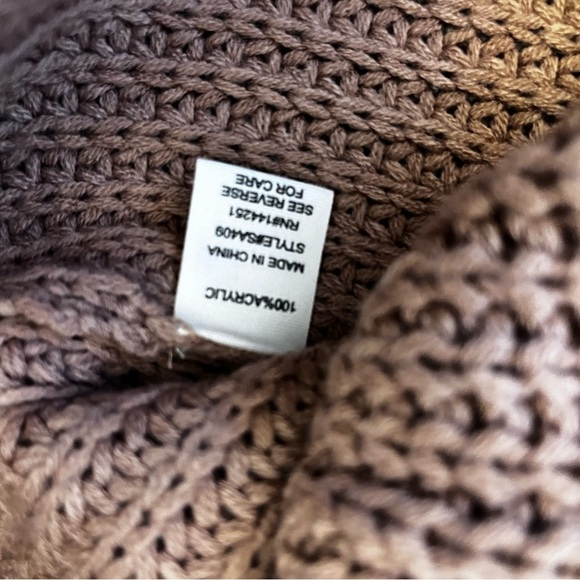 100%ACRYLIC
MADE IN CHINA
STYLE#SA409
RN#144251
SEE REVERSE
FOR CARE